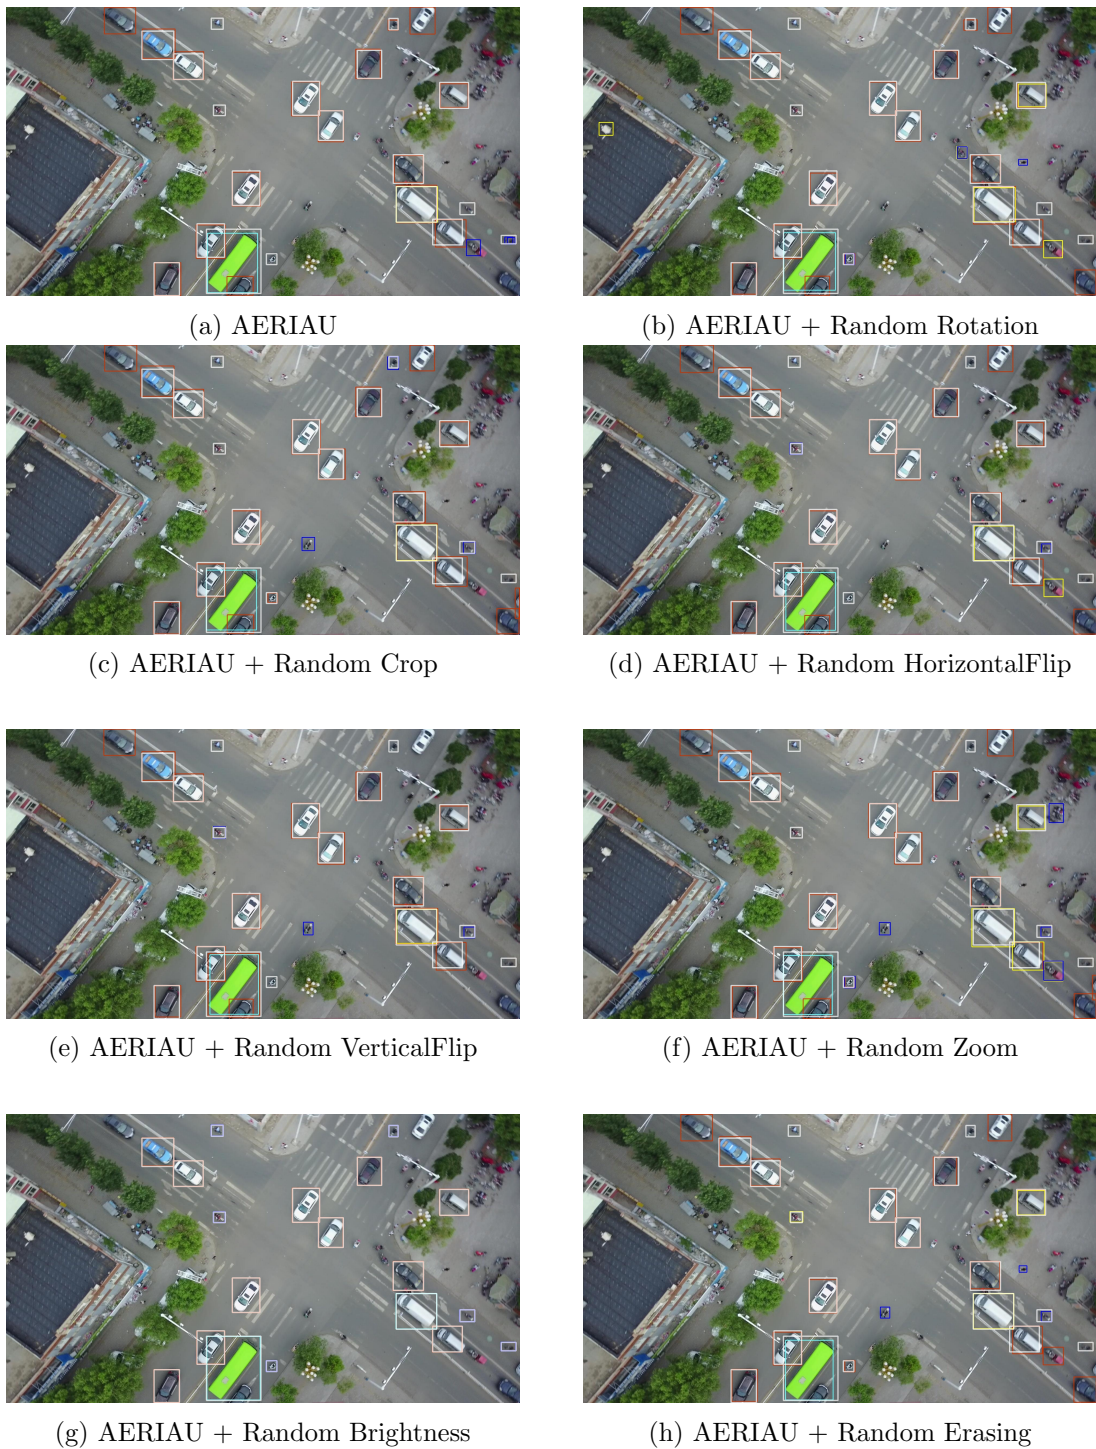 (a) AERIAU
(b) AERIAU + Random Rotation
(c) AERIAU + Random Crop
(d) AERIAU + Random HorizontalFlip
(e) AERIAU + Random VerticalFlip
(f) AERIAU + Random Zoom
(g) AERIAU + Random Brightness
(h) AERIAU + Random Erasing